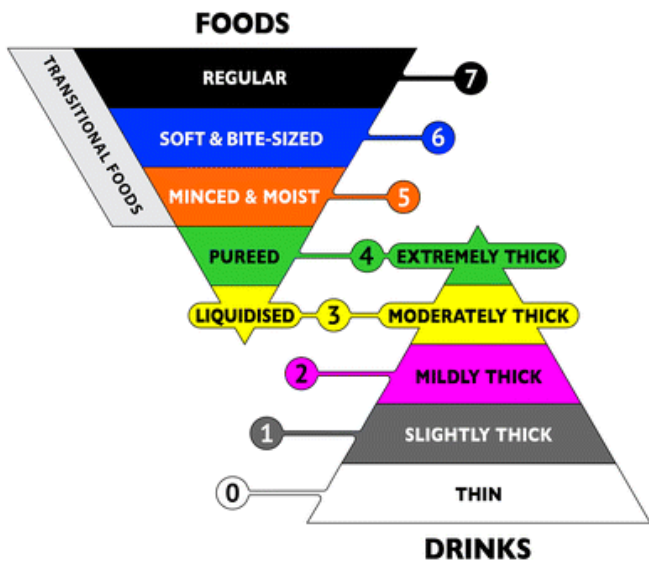 FOODS
TRANSITIONAL FOODS
REGULAR
7
SOFT & BITE-SIZED
6
MINCED & MOIST
5
PUREED
4
EXTREMELY THICK
LIQUIDISED
3
MODERATELY THICK
2
MILDLY THICK
1
SLIGHTLY THICK
0
THIN
DRINKS